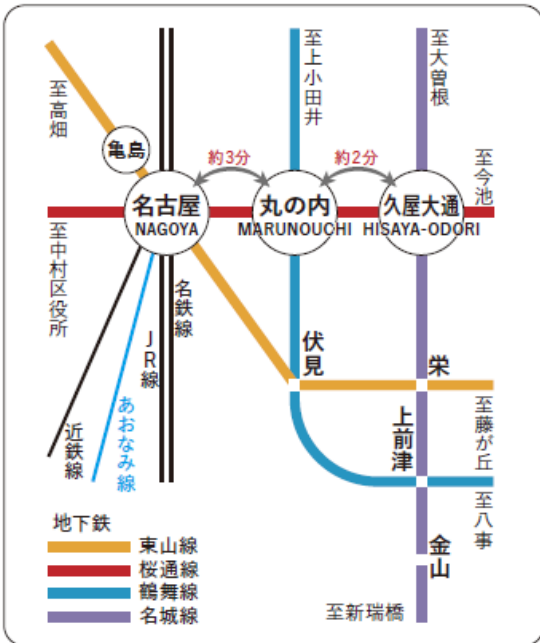 至高畑
至上小田井
至大曽根
亀島
約3分
約2分
至今池
名古屋
NAGOYA
丸の内
MARUNOUCHI
久屋大通
HISAYA-ODORI
至中村区役所
名鉄線
JR線
あおなみ線
近鉄線
伏見
栄
上前津
至藤が丘
至八事
金山
至新瑞橋
地下鉄
東山線
桜通線
鶴舞線
名城線